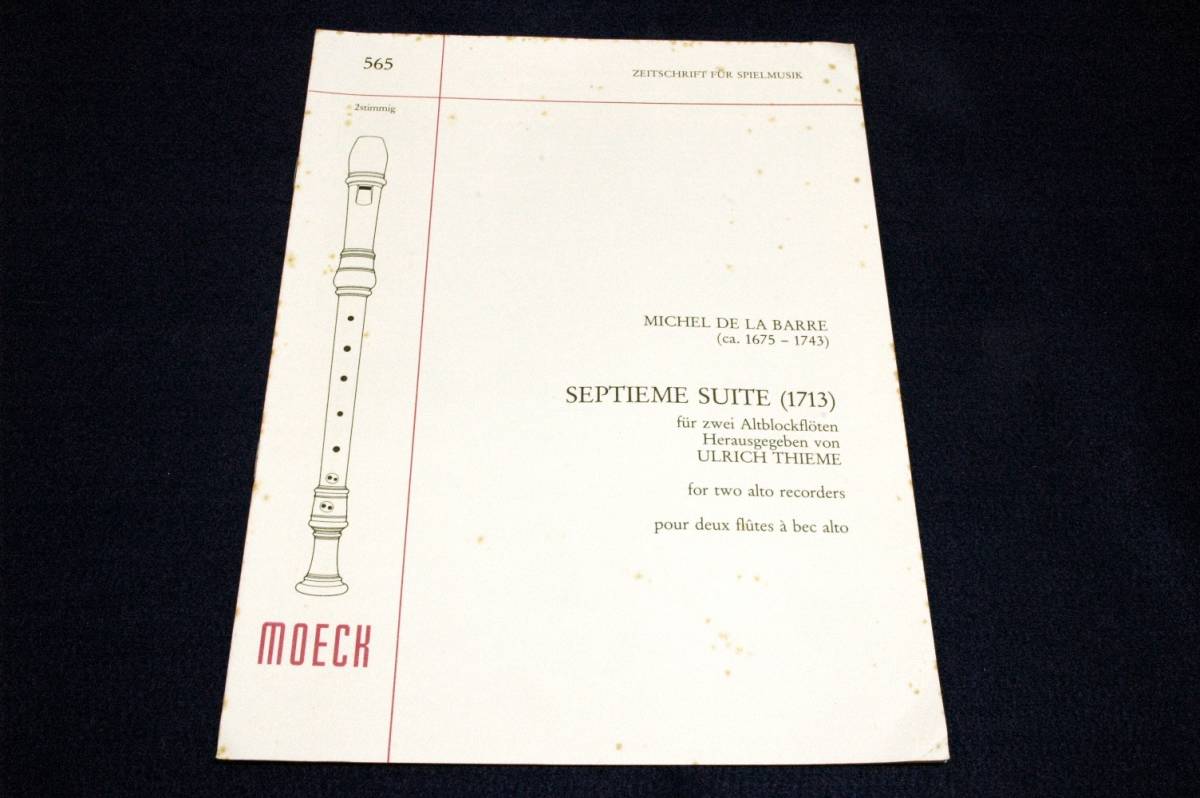 565
ZEITSCHRIFT FÜR SPIELMUSIK
2stimmig
MICHEL DE LA BARRE
(ca. 1675 – 1743)
SEPTIEME SUITE (1713)
für zwei Altblockflöten
Herausgegeben von
ULRICH THIEME
for two alto recorders
pour deux flûtes à bec alto
MOECK